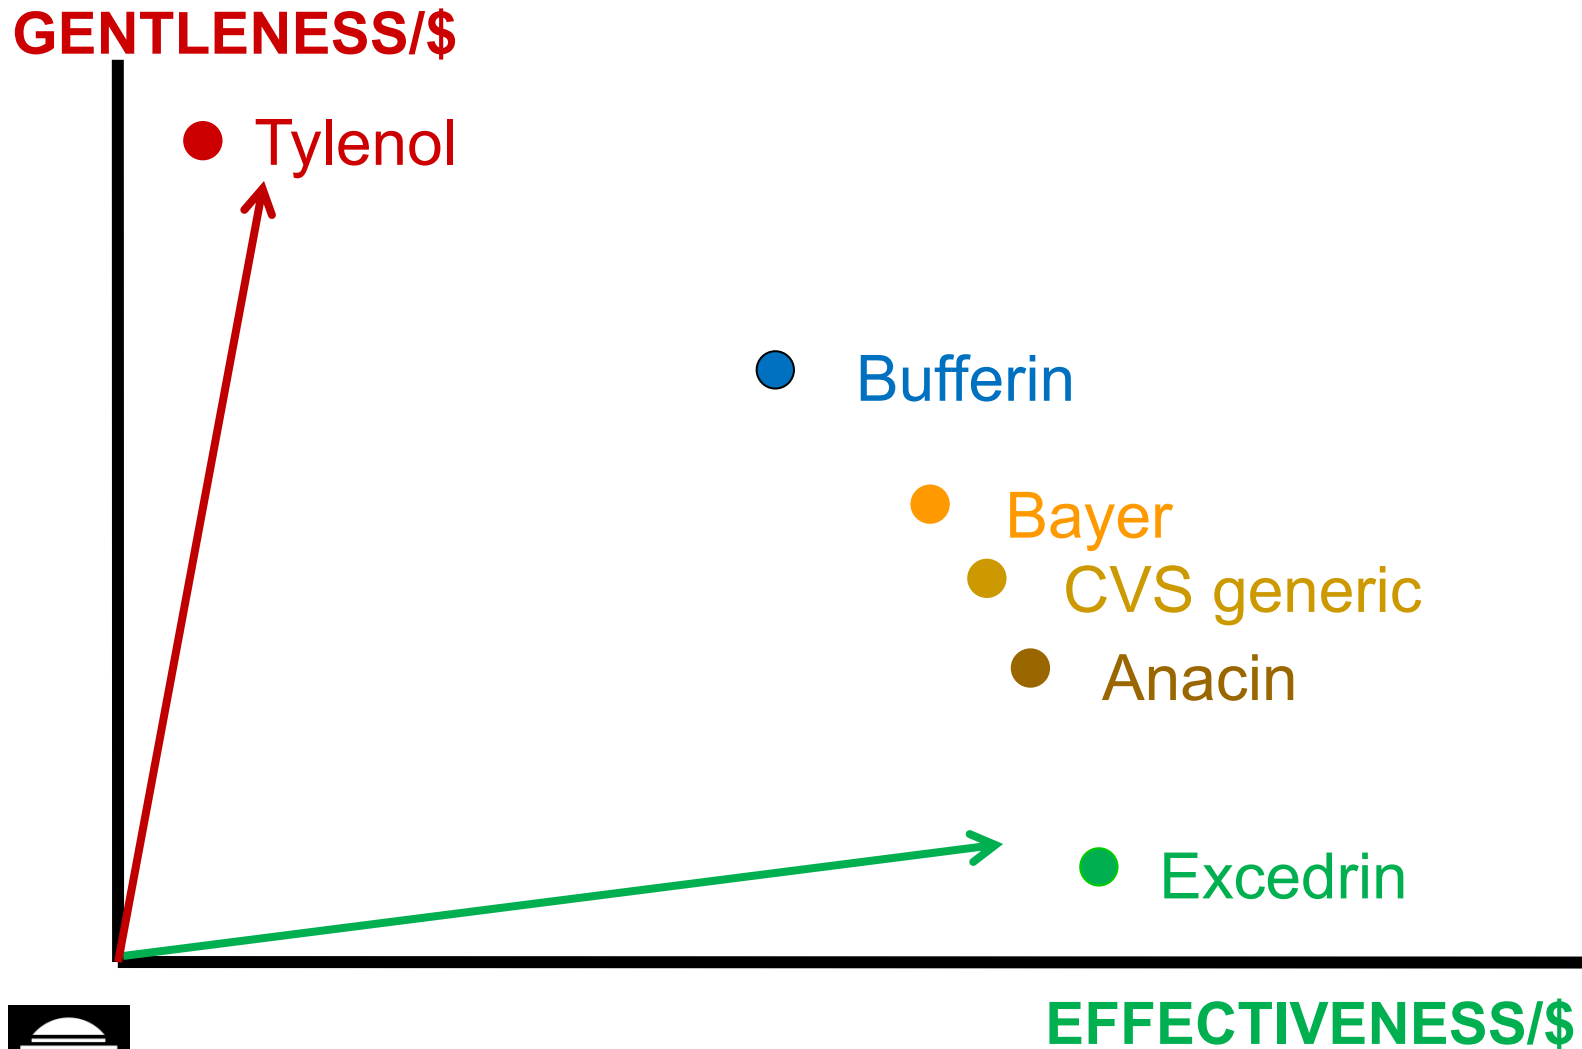 GENTLENESS/$
Tylenol
Bufferin
Bayer
CVS generic
Anacin
Excedrin
EFFECTIVENESS/$